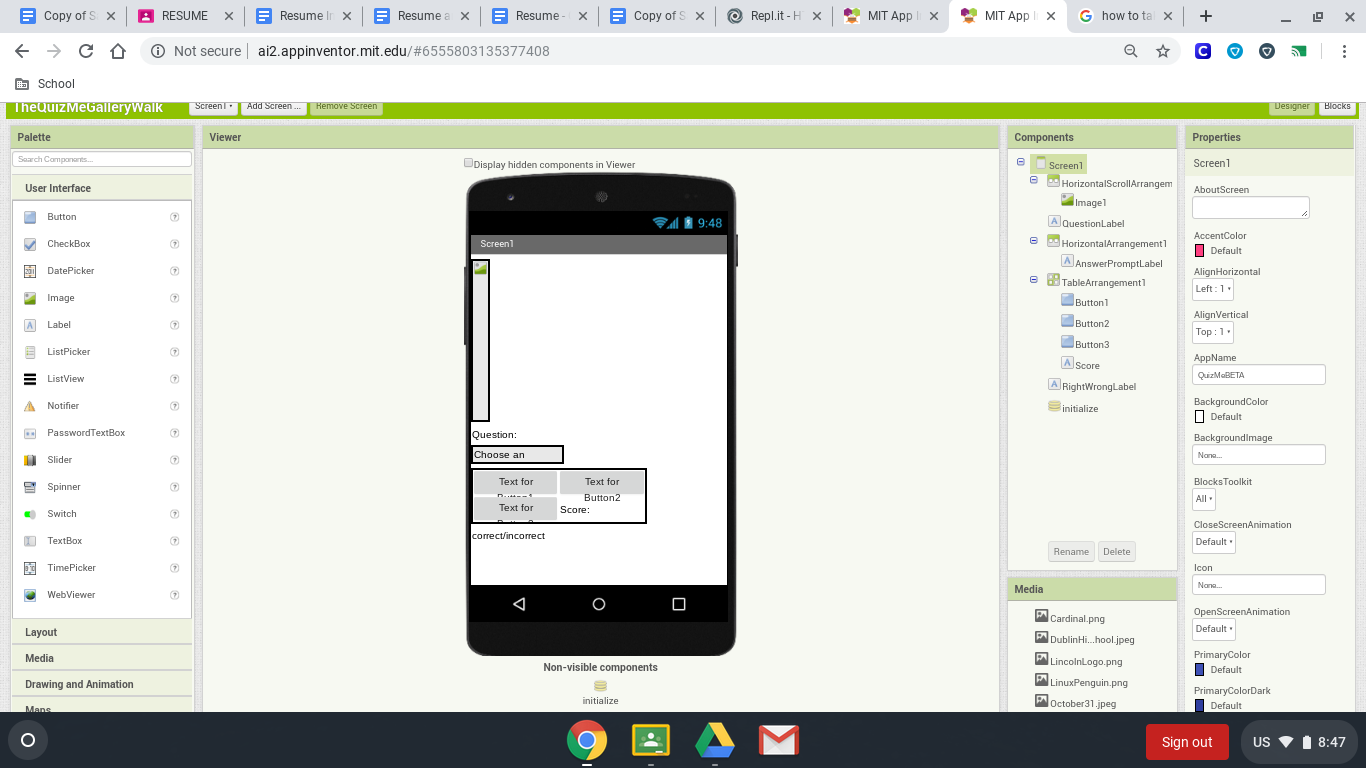 Copy of S
RESUME
Resume In
Resume a
Resume -
Copy of S
Repl.it - H
MIT App I
MIT App I
how to ta
Not secure
ai2.appinventor.mit.edu/#6555803135377408
School
TheQuizMeGalleryWalk
Screen1
Add Screen ...
Remove Screen
Designer
Blocks
Palette
Search Components...
User Interface
Button
CheckBox
DatePicker
Image
Label
ListPicker
ListView
Notifier
PasswordTextBox
Slider
Spinner
Switch
TextBox
TimePicker
WebViewer
Layout
Media
Drawing and Animation
Maps
Viewer
Display hidden components in Viewer
9:48
Screen1
Question:
Choose an
Text for
Button1
Text for
Button2
Text for
Score:
correct/incorrect
Non-visible components
initialize
Components
Screen1
HorizontalScrollArrangem
Image1
QuestionLabel
HorizontalArrangement1
AnswerPromptLabel
TableArrangement1
Button1
Button2
Button3
Score
RightWrongLabel
initialize
Rename
Delete
Media
Cardinal.png
DublinHi...hool.jpeg
LincolnLogo.png
LinuxPenguin.png
October31.jpeg
Properties
Screen1
AboutScreen
AccentColor
Default
AlignHorizontal
Left : 1
AlignVertical
Top : 1
AppName
QuizMeBETA
BackgroundColor
Default
BackgroundImage
None...
BlocksToolkit
All
CloseScreenAnimation
Default
Icon
None...
OpenScreenAnimation
Default
PrimaryColor
Default
PrimaryColorDark
Default
Sign out
US
8:47